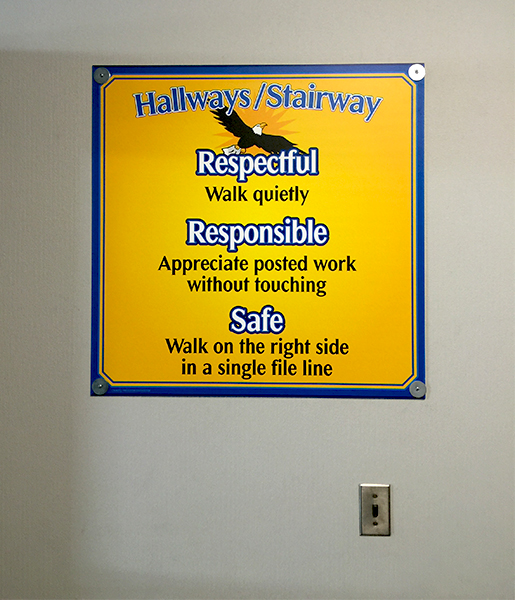 Hallways/Stairway
Respectful
Walk quietly
Responsible
Appreciate posted work
without touching
Safe
Walk on the right side
in a single file line